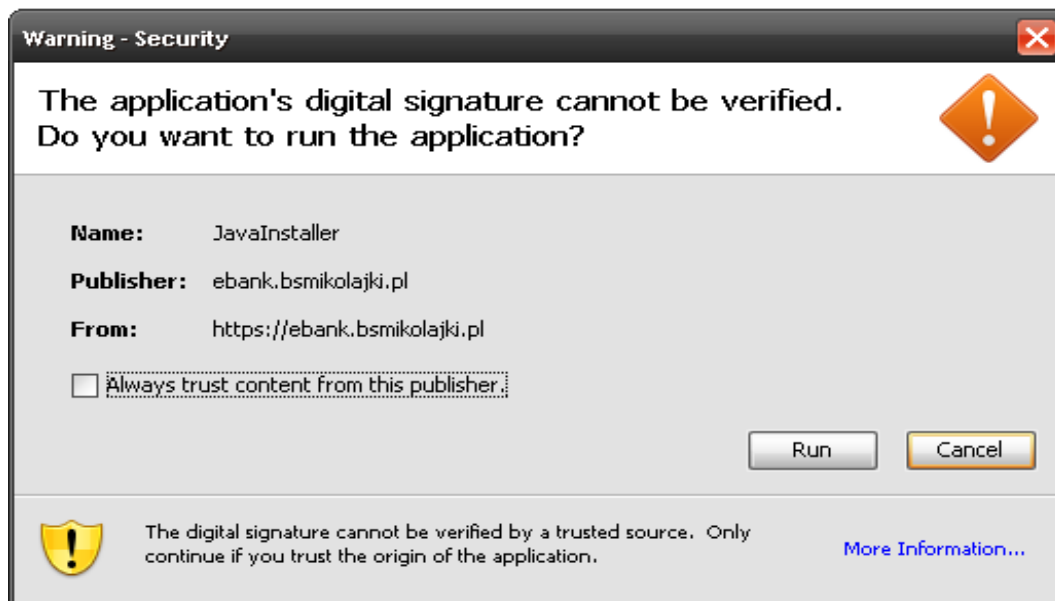 Warning - Security
The application's digital signature cannot be verified.
Do you want to run the application?
Name: JavaInstaller
Publisher: ebank.bsmikolajki.pl
From: https://ebank.bsmikolajki.pl
Always trust content from this publisher.
Run Cancel
The digital signature cannot be verified by a trusted source. Only
continue if you trust the origin of the application.
More Information...